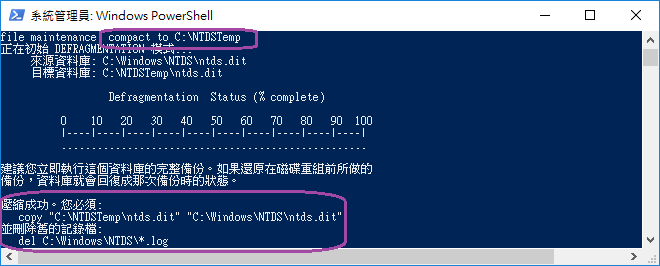 系統管理員: Windows PowerShell
file maintenance: compact to C:\NTDSTemp
正在初始 DEFRAGMENTATION 模式...
來源資料庫: C:\Windows\NTDS\ntds.dit
目標資料庫: C:\NTDSTemp\ntds.dit
Defragmentation  Status (% complete)
0    10   20   30   40   50   60   70   80   90  100
|----|----|----|----|----|----|----|----|----|----|
...................................................
建議您立即執行這個資料庫的完整備份。如果還原在磁碟重組前所做的
備份，資料庫就會回復成那次備份時的狀態。
壓縮成功。您必須:
copy "C:\NTDSTemp\ntds.dit" "C:\Windows\NTDS\ntds.dit"
並刪除舊的記錄檔:
del C:\Windows\NTDS\*.log